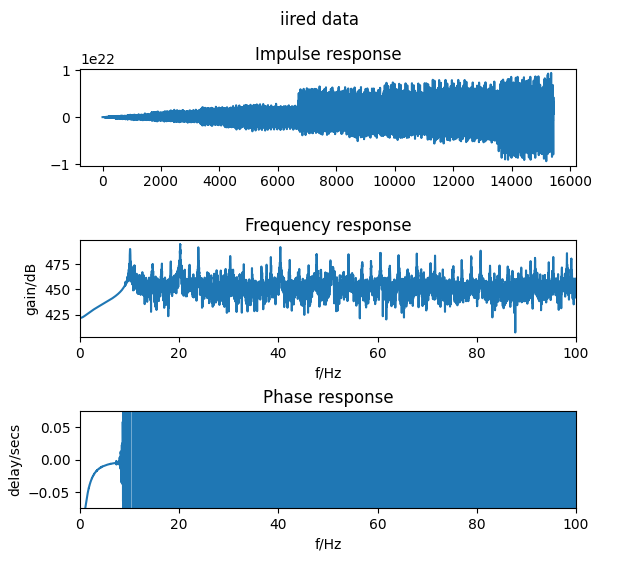 iired data
Impulse response
1e22
1
0
−1
0 2000 4000 6000 8000 10000 12000 14000 16000
Frequency response
gain/dB
475
450
425
0 20 40 60 80 100
f/Hz
Phase response
delay/secs
0.05
0.00
−0.05
0 20 40 60 80 100
f/Hz